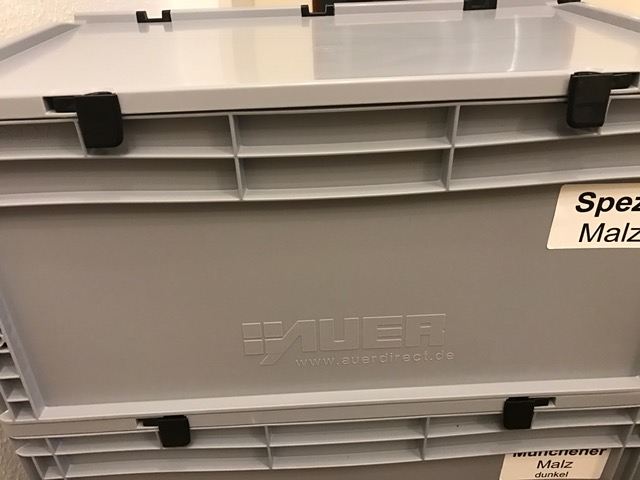 Spez
Malz
AUER
www.auerdirect.de
Münchener
Malz
dunkel